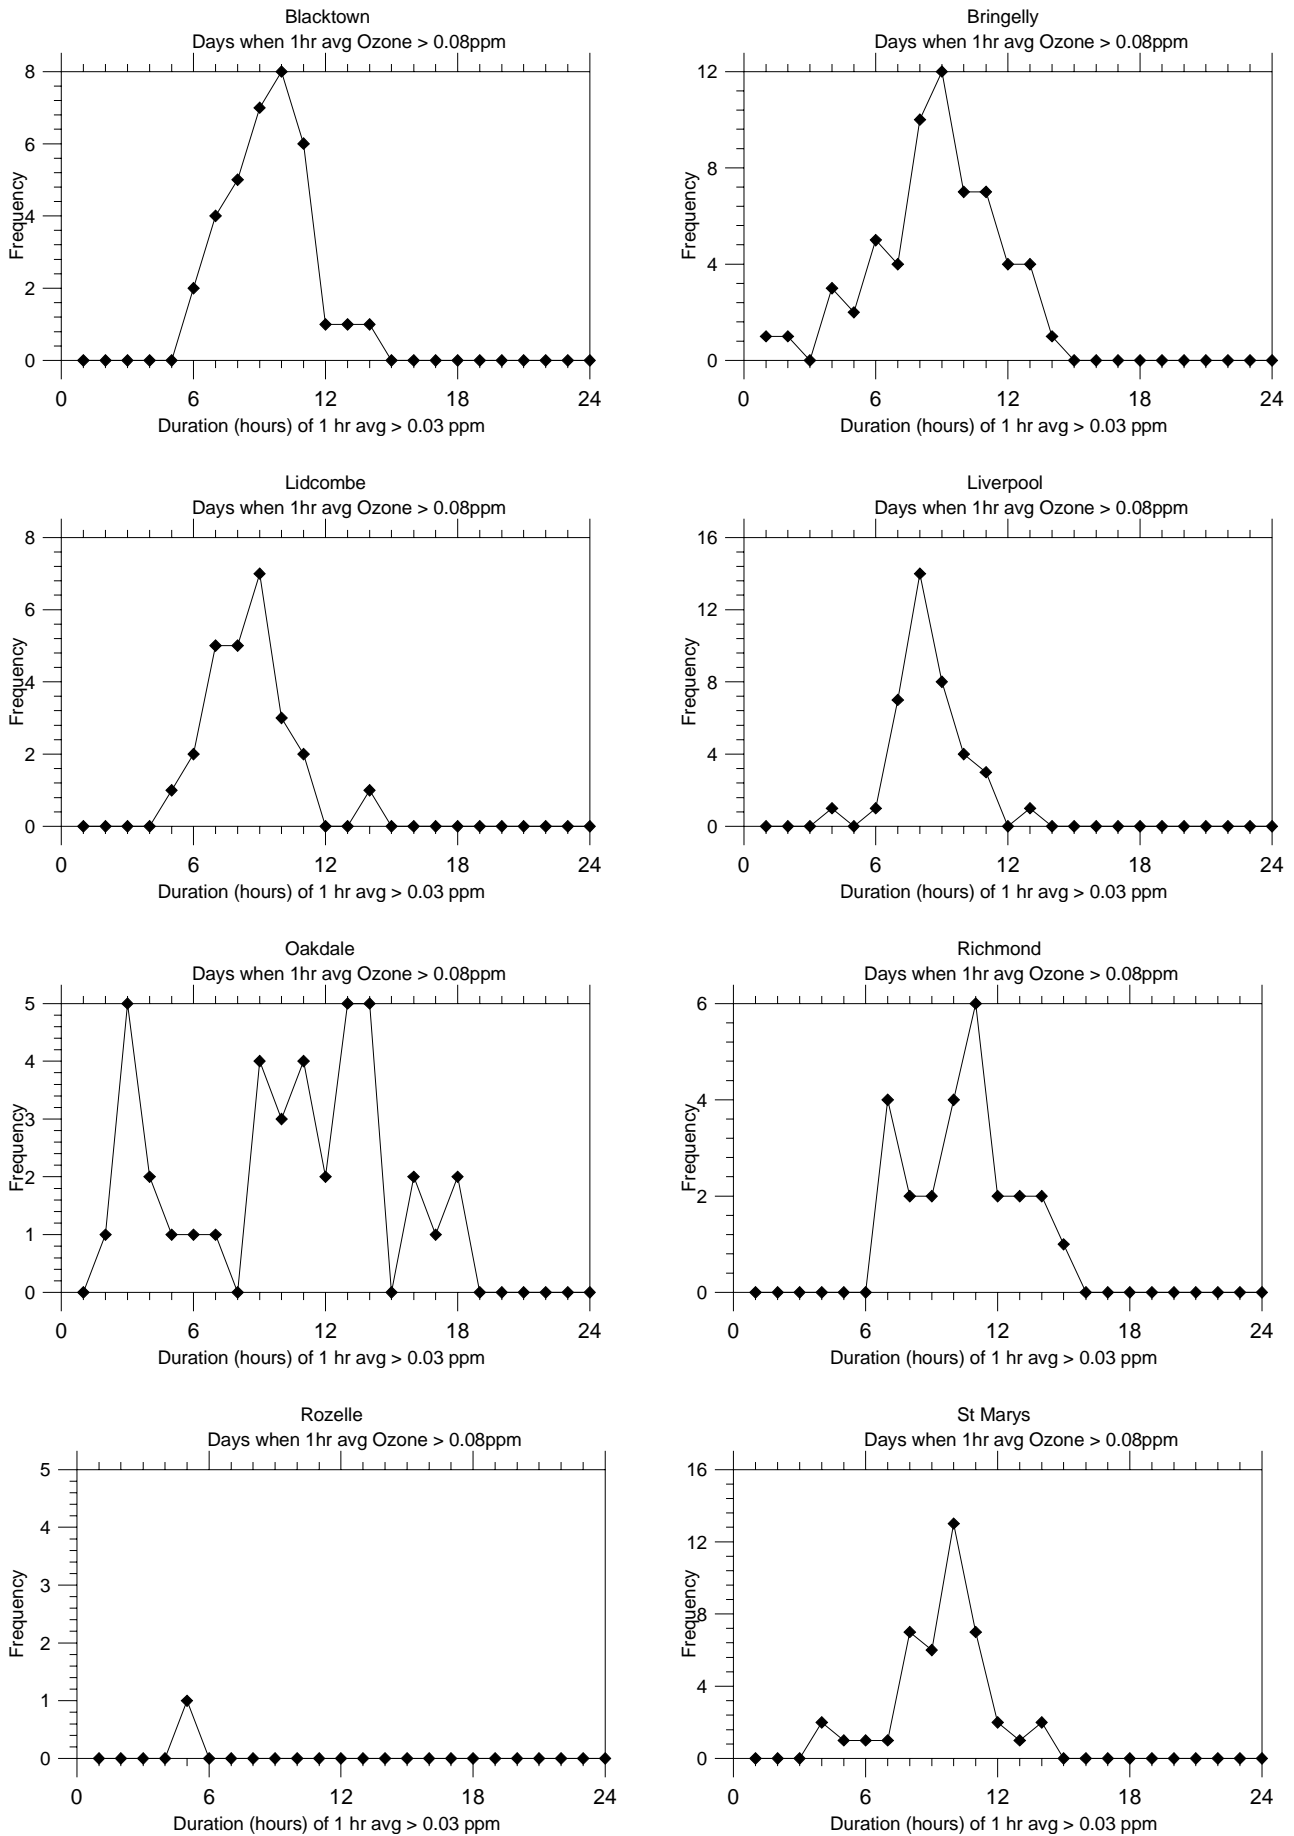 Blacktown
Days when 1hr avg Ozone > 0.08ppm
8
6
4
2
0
Frequency
0 6 12 18 24
Duration (hours) of 1 hr avg > 0.03 ppm
Bringelly
Days when 1hr avg Ozone > 0.08ppm
12
8
4
0
Frequency
0 6 12 18 24
Duration (hours) of 1 hr avg > 0.03 ppm
Lidcombe
Days when 1hr avg Ozone > 0.08ppm
8
6
4
2
0
Frequency
0 6 12 18 24
Duration (hours) of 1 hr avg > 0.03 ppm
Liverpool
Days when 1hr avg Ozone > 0.08ppm
16
12
8
4
0
Frequency
0 6 12 18 24
Duration (hours) of 1 hr avg > 0.03 ppm
Oakdale
Days when 1hr avg Ozone > 0.08ppm
5
4
3
2
1
0
Frequency
0 6 12 18 24
Duration (hours) of 1 hr avg > 0.03 ppm
Richmond
Days when 1hr avg Ozone > 0.08ppm
6
4
2
0
Frequency
0 6 12 18 24
Duration (hours) of 1 hr avg > 0.03 ppm
Rozelle
Days when 1hr avg Ozone > 0.08ppm
5
4
3
2
1
0
Frequency
0 6 12 18 24
Duration (hours) of 1 hr avg > 0.03 ppm
St Marys
Days when 1hr avg Ozone > 0.08ppm
16
12
8
4
0
Frequency
0 6 12 18 24
Duration (hours) of 1 hr avg > 0.03 ppm